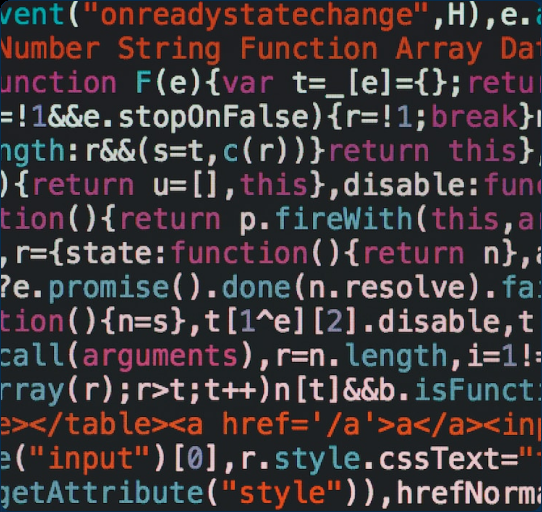 vent("onreadystatechange",H),e.a
Number String Function Array Dat
unction F(e){var t=_[e]={};retur
=!1&&e.stopOnFalse){r=!1;break}n
ngth:r&&(s=t,c(r))}return this},
){return u=[],this},disable:func
tion(){return p.fireWith(this,ar
,r={state:function(){return n},a
?e.promise().done(n.resolve).fai
tion(){n=s},t[1^e][2].disable,t
call(arguments),r=n.length,i=1!=
rray(r);r>t;t++)n[t]&&b.isFuncti
e></table><a href='/a'>a</a><inp
e("input")[0],r.style.cssText="t
getAttribute("style")),hrefNorma